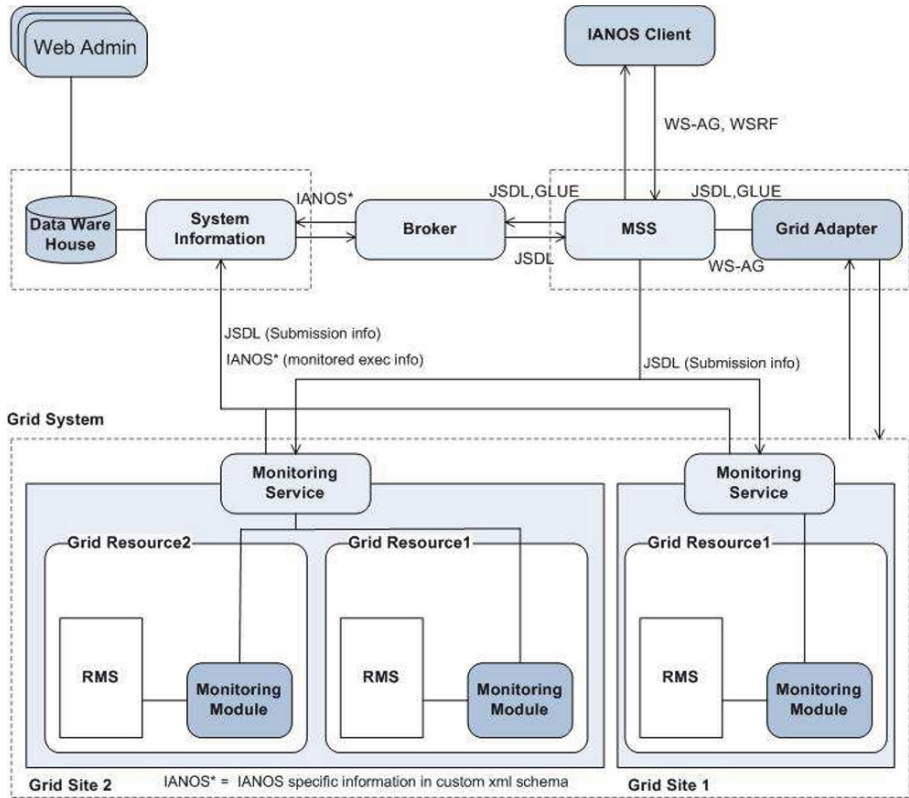 Web Admin
IANOS Client
WS-AG, WSRF
IANOS*
JSDL,GLUE
JSDL,GLUE
Data Ware
House
System
Information
Broker
MSS
Grid Adapter
JSDL
WS-AG
JSDL (Submission info)
IANOS* (monitored exec info)
JSDL (Submission info)
Grid System
Monitoring
Service
Monitoring
Service
Grid Resource2
Grid Resource1
Grid Resource1
RMS
Monitoring
Module
RMS
Monitoring
Module
RMS
Monitoring
Module
Grid Site 2
IANOS* = IANOS specific information in custom xml schema
Grid Site 1